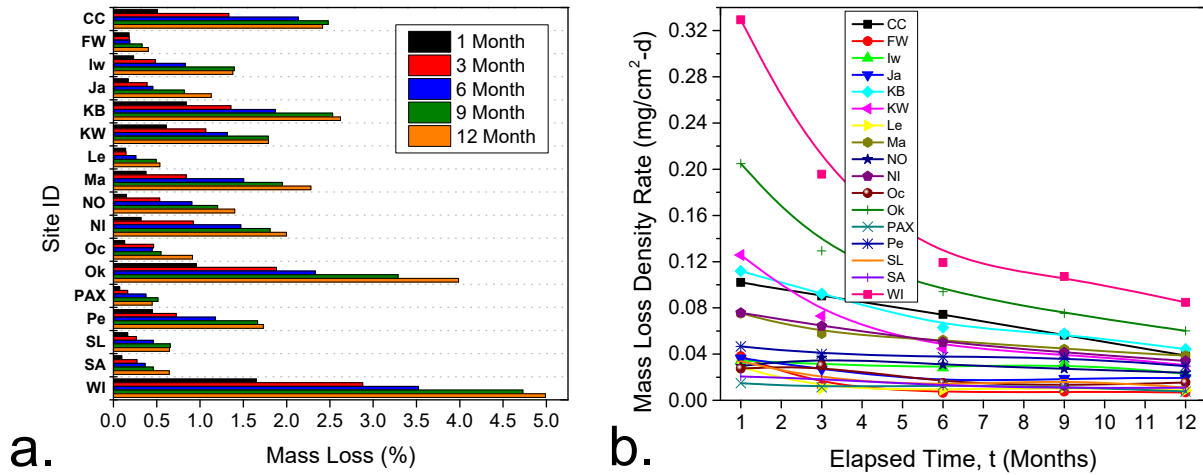 CC
FW
Iw
Ja
KB
KW
Le
Ma
NO
NI
Oc
Ok
PAX
Pe
SL
SA
WI
Site ID
0.0 0.5 1.0 1.5 2.0 2.5 3.0 3.5 4.0 4.5 5.0
Mass Loss (%)
1 Month
3 Month
6 Month
9 Month
12 Month
a.
0.32
0.28
0.24
0.20
0.16
0.12
0.08
0.04
0.00
Mass Loss Density Rate (mg/cm²-d)
1 2 3 4 5 6 7 8 9 10 11 12
Elapsed Time, t (Months)
CC
FW
Iw
Ja
KB
KW
Le
Ma
NO
NI
Oc
Ok
PAX
Pe
SL
SA
WI
b.